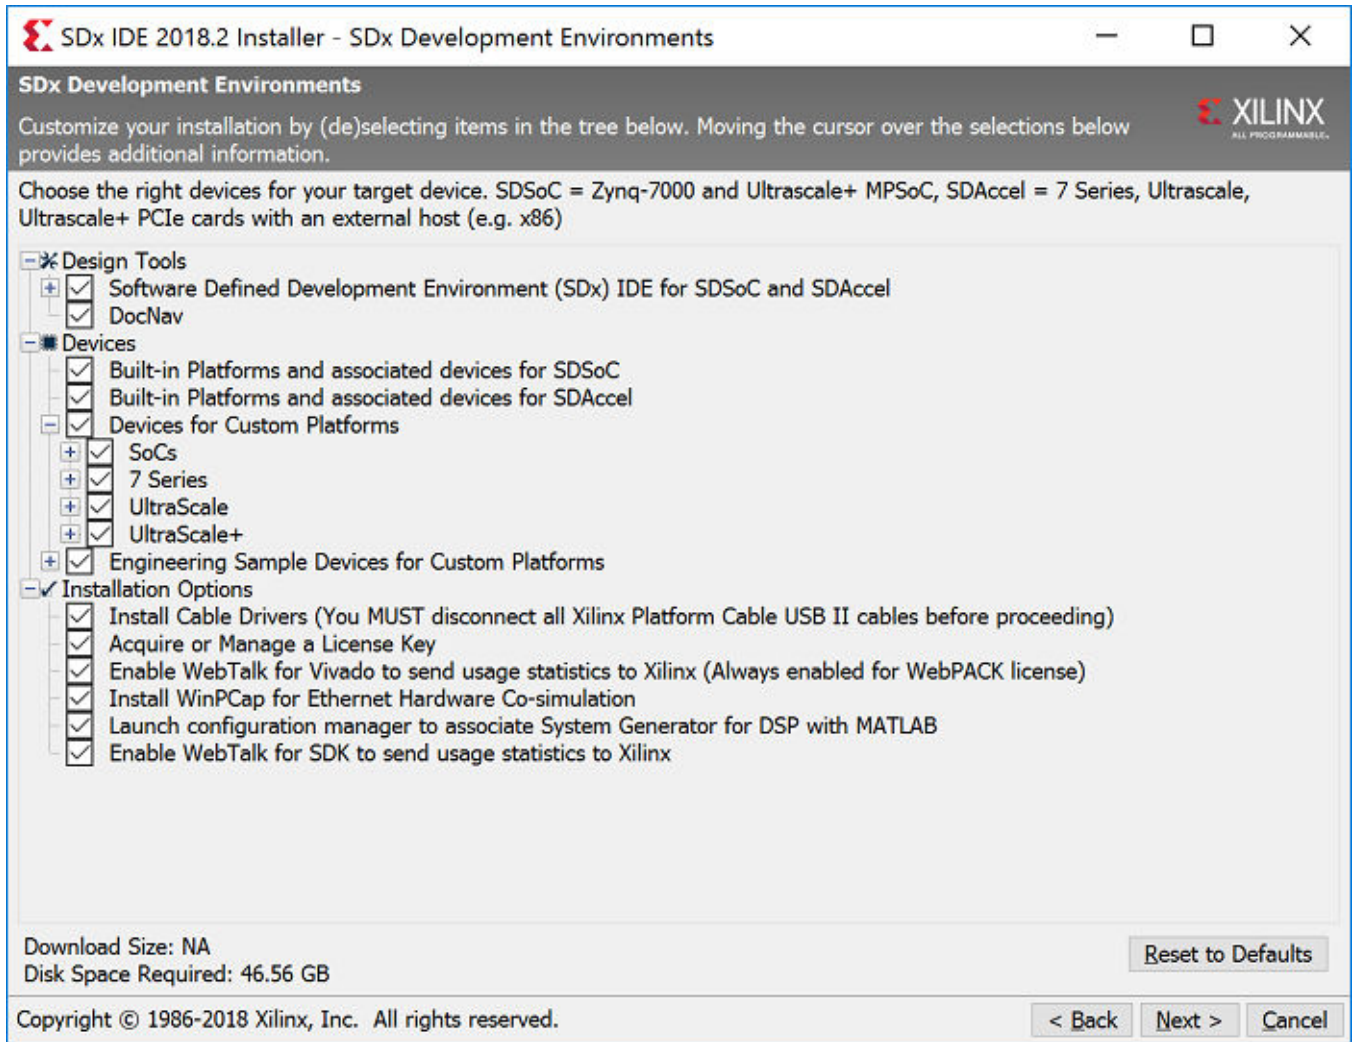 SDx IDE 2018.2 Installer - SDx Development Environments
SDx Development Environments
Customize your installation by (de)selecting items in the tree below. Moving the cursor over the selections below
provides additional information.
XILINX
ALL PROGRAMMABLE.
Choose the right devices for your target device. SDSoC = Zynq-7000 and Ultrascale+ MPSoC, SDAccel = 7 Series, Ultrascale,
Ultrascale+ PCIe cards with an external host (e.g. x86)
Design Tools
Software Defined Development Environment (SDx) IDE for SDSoC and SDAccel
DocNav
Devices
Built-in Platforms and associated devices for SDSoC
Built-in Platforms and associated devices for SDAccel
Devices for Custom Platforms
SoCs
7 Series
UltraScale
UltraScale+
Engineering Sample Devices for Custom Platforms
Installation Options
Install Cable Drivers (You MUST disconnect all Xilinx Platform Cable USB II cables before proceeding)
Acquire or Manage a License Key
Enable WebTalk for Vivado to send usage statistics to Xilinx (Always enabled for WebPACK license)
Install WinPCap for Ethernet Hardware Co-simulation
Launch configuration manager to associate System Generator for DSP with MATLAB
Enable WebTalk for SDK to send usage statistics to Xilinx
Download Size: NA
Disk Space Required: 46.56 GB
Reset to Defaults
Copyright © 1986-2018 Xilinx, Inc. All rights reserved.
< Back
Next >
Cancel